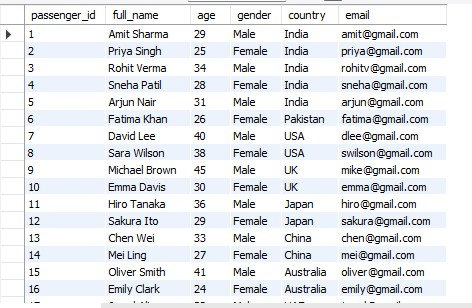 passenger_id full_name age gender country email
1 Amit Sharma 29 Male India amit@gmail.com
2 Priya Singh 25 Female India priya@gmail.com
3 Rohit Verma 34 Male India rohitv@gmail.com
4 Sneha Patil 28 Female India sneha@gmail.com
5 Arjun Nair 31 Male India arjun@gmail.com
6 Fatima Khan 26 Female Pakistan fatima@gmail.com
7 David Lee 40 Male USA dlee@gmail.com
8 Sara Wilson 38 Female USA swilson@gmail.com
9 Michael Brown 45 Male UK mike@gmail.com
10 Emma Davis 30 Female UK emma@gmail.com
11 Hiro Tanaka 36 Male Japan hiro@gmail.com
12 Sakura Ito 29 Female Japan sakura@gmail.com
13 Chen Wei 33 Male China chen@gmail.com
14 Mei Ling 27 Female China mei@gmail.com
15 Oliver Smith 41 Male Australia oliver@gmail.com
16 Emily Clark 24 Female Australia emily@gmail.com